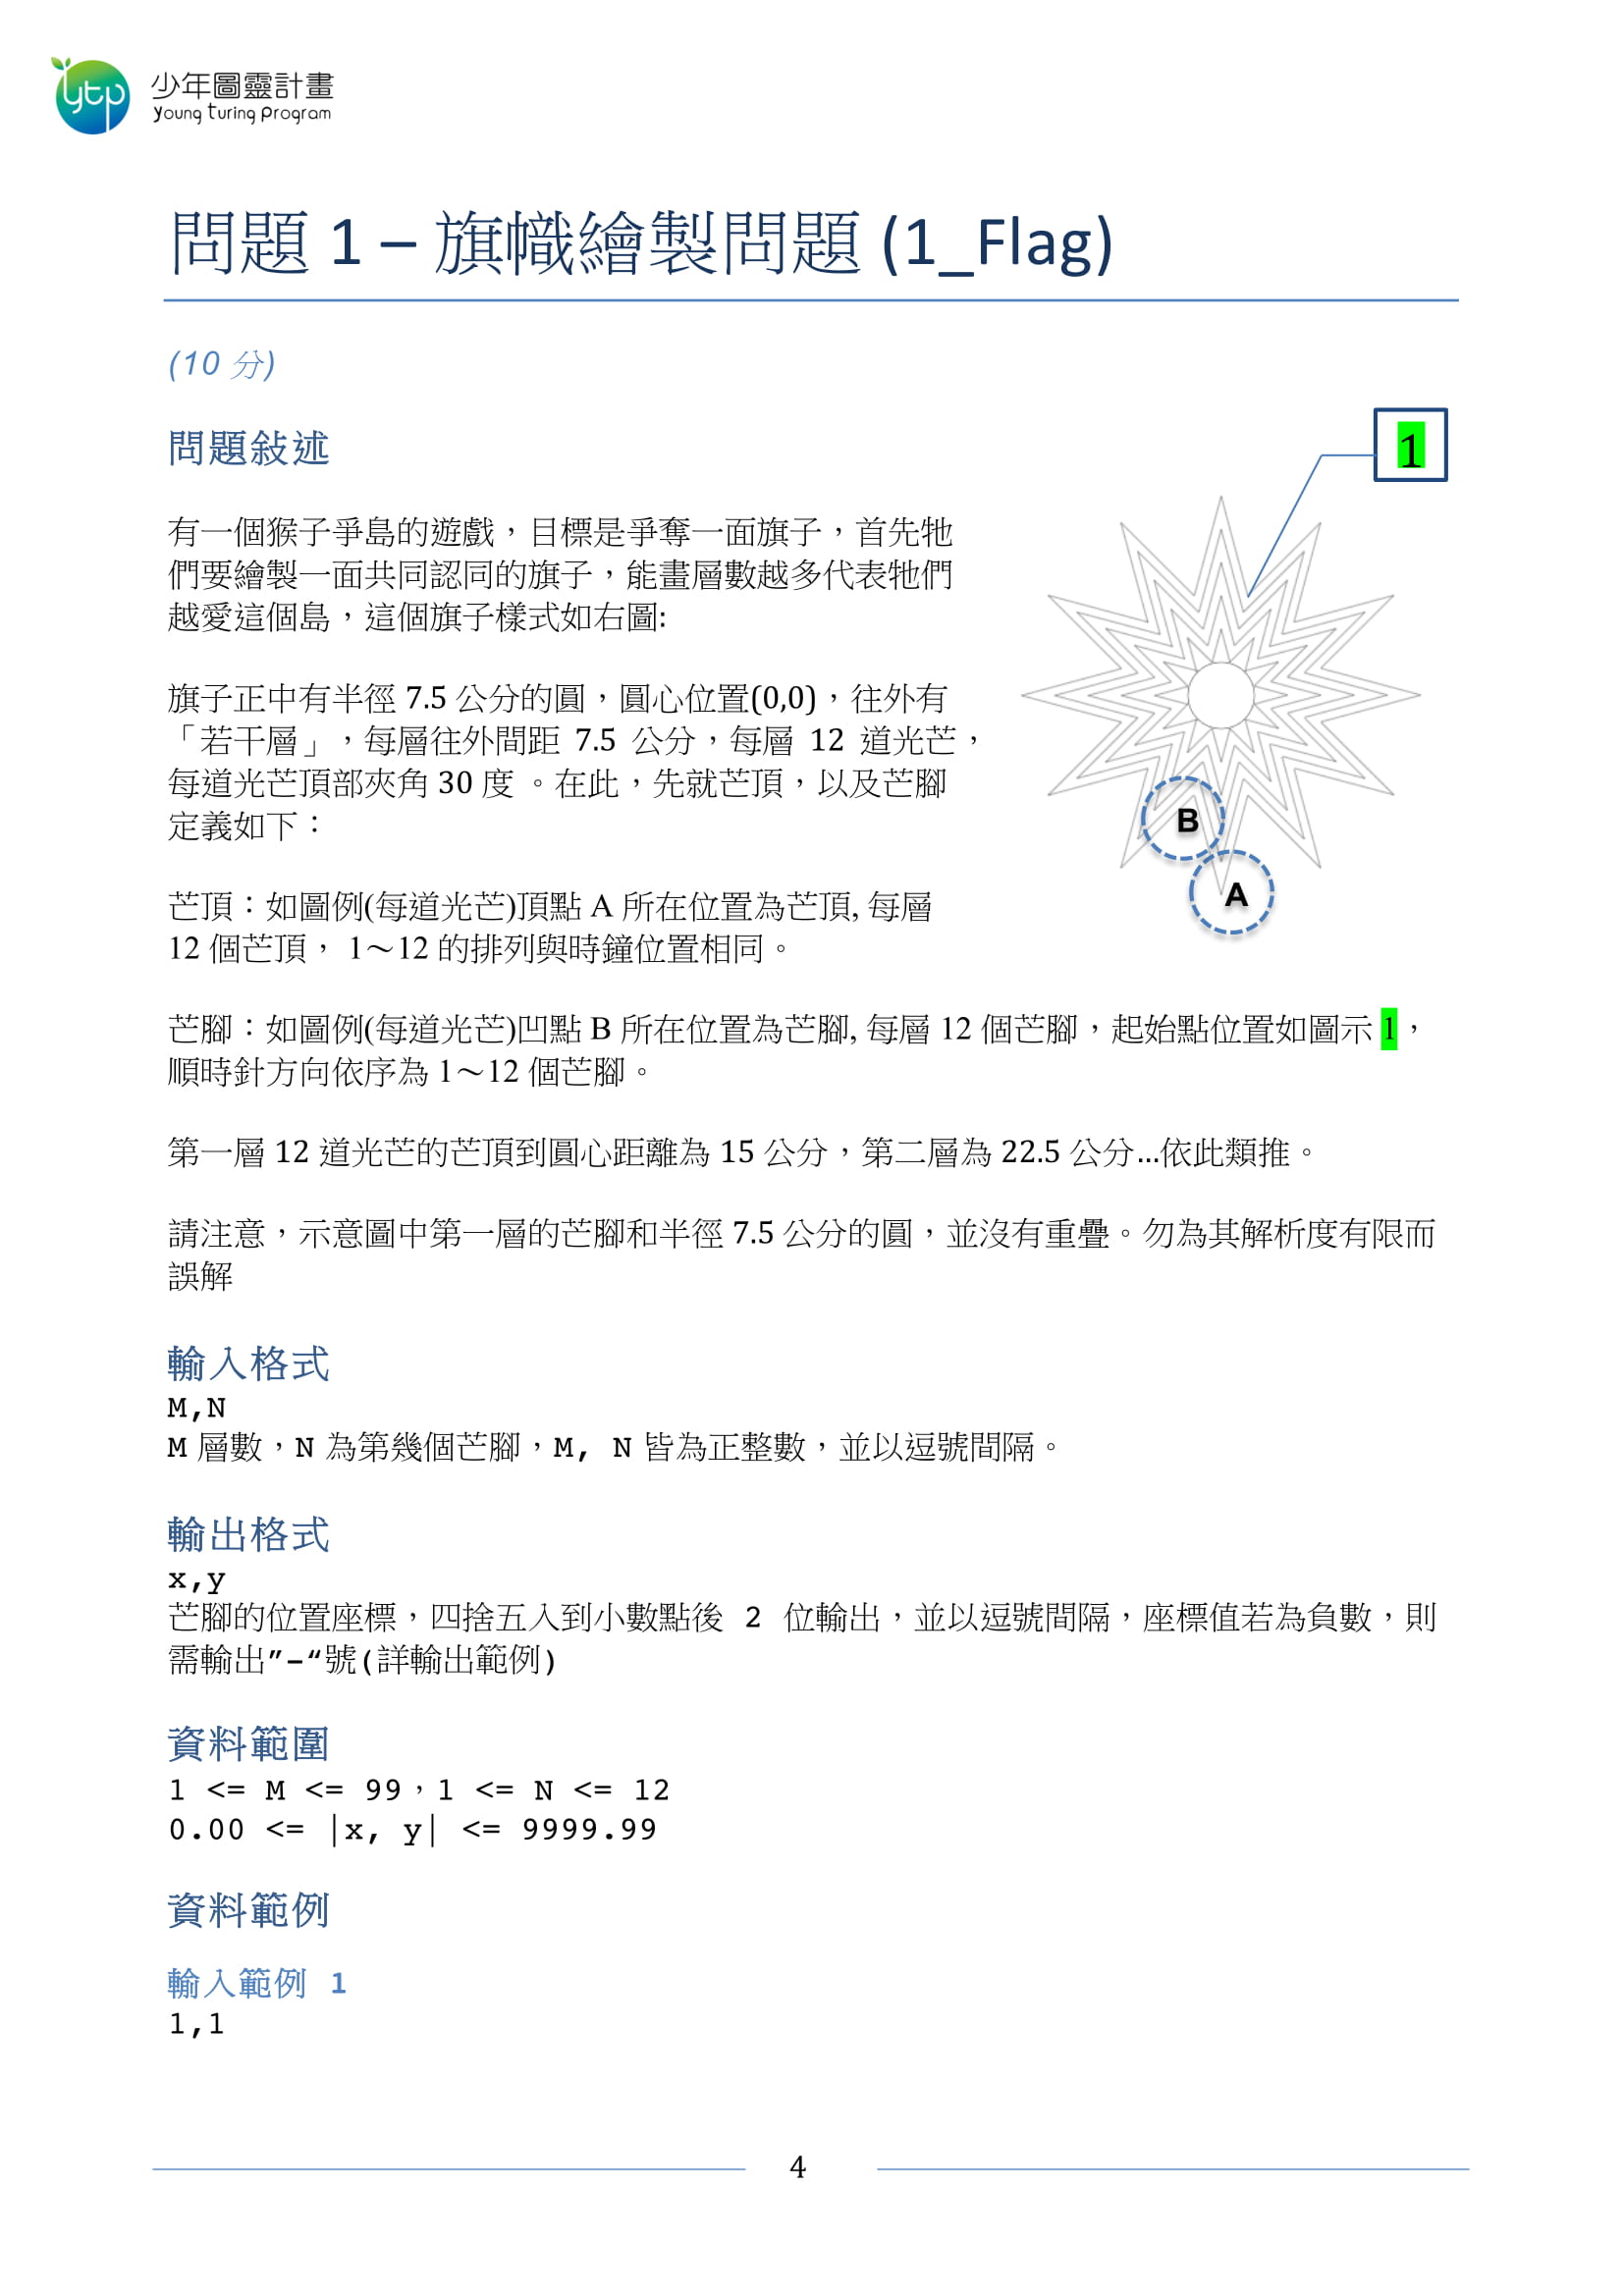 ytp 少年圖靈計畫
Young Turing Program
問題 1 – 旗幟繪製問題 (1_Flag)
(10 分)
問題敍述
1
有一個猴子爭島的遊戲，目標是爭奪一面旗子，首先牠
們要繪製一面共同認同的旗子，能畫層數越多代表牠們
越愛這個島，這個旗子樣式如右圖:
旗子正中有半徑 7.5 公分的圓，圓心位置(0,0)，往外有
「若干層」，每層往外間距 7.5 公分，每層 12 道光芒，
每道光芒頂部夾角 30 度 。在此，先就芒頂，以及芒腳
定義如下：
B
A
芒頂：如圖例(每道光芒)頂點 A 所在位置為芒頂, 每層
12 個芒頂， 1～12 的排列與時鐘位置相同。
芒腳：如圖例(每道光芒)凹點 B 所在位置為芒腳, 每層 12 個芒腳，起始點位置如圖示 1，
順時針方向依序為 1～12 個芒腳。
第一層 12 道光芒的芒頂到圓心距離為 15 公分，第二層為 22.5 公分…依此類推。
請注意，示意圖中第一層的芒腳和半徑 7.5 公分的圓，並沒有重疊。勿為其解析度有限而
誤解
輸入格式
M,N
M 層數，N 為第幾個芒腳，M, N 皆為正整數，並以逗號間隔。
輸出格式
x,y
芒腳的位置座標，四捨五入到小數點後 2 位輸出，並以逗號間隔，座標值若為負數，則
需輸出”–“號(詳輸出範例)
資料範圍
1 <= M <= 99，1 <= N <= 12
0.00 <= |x, y| <= 9999.99
資料範例
輸入範例 1
1,1
4